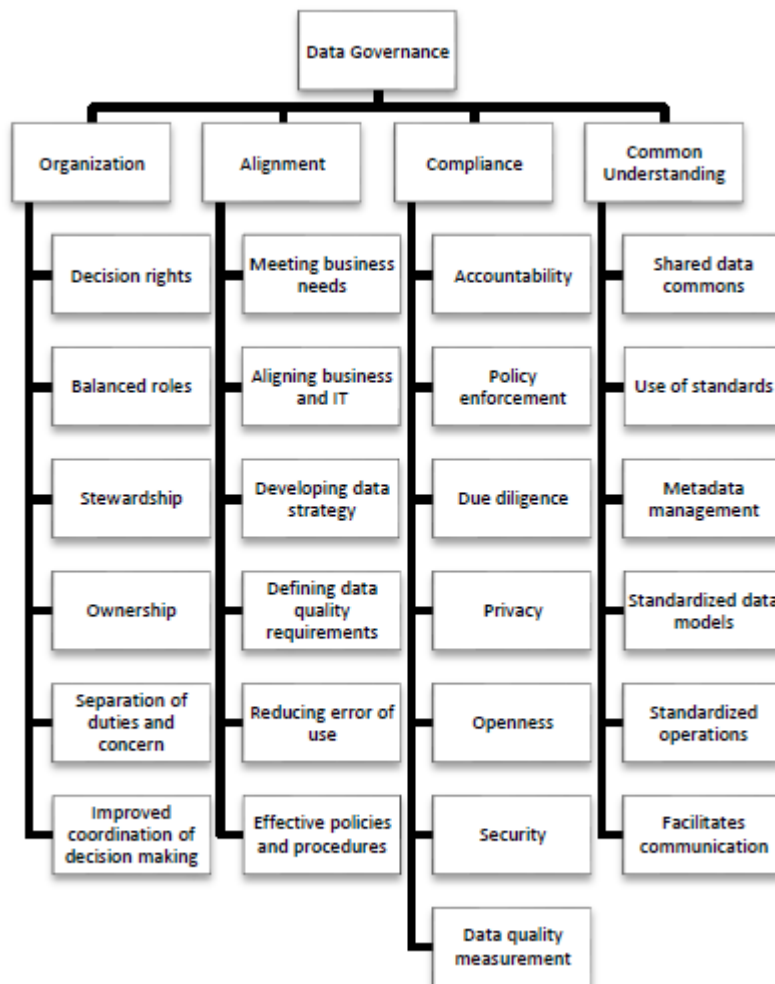 Data Governance
Organization
Alignment
Compliance
Common
Understanding
Decision rights
Meeting business
needs
Accountability
Shared data
commons
Balanced roles
Aligning business
and IT
Policy
enforcement
Use of standards
Stewardship
Developing data
strategy
Due diligence
Metadata
management
Ownership
Defining data
quality
requirements
Privacy
Standardized data
models
Separation of
duties and
concern
Reducing error of
use
Openness
Standardized
operations
Improved
coordination of
decision making
Effective policies
and procedures
Security
Facilitates
communication
Data quality
measurement